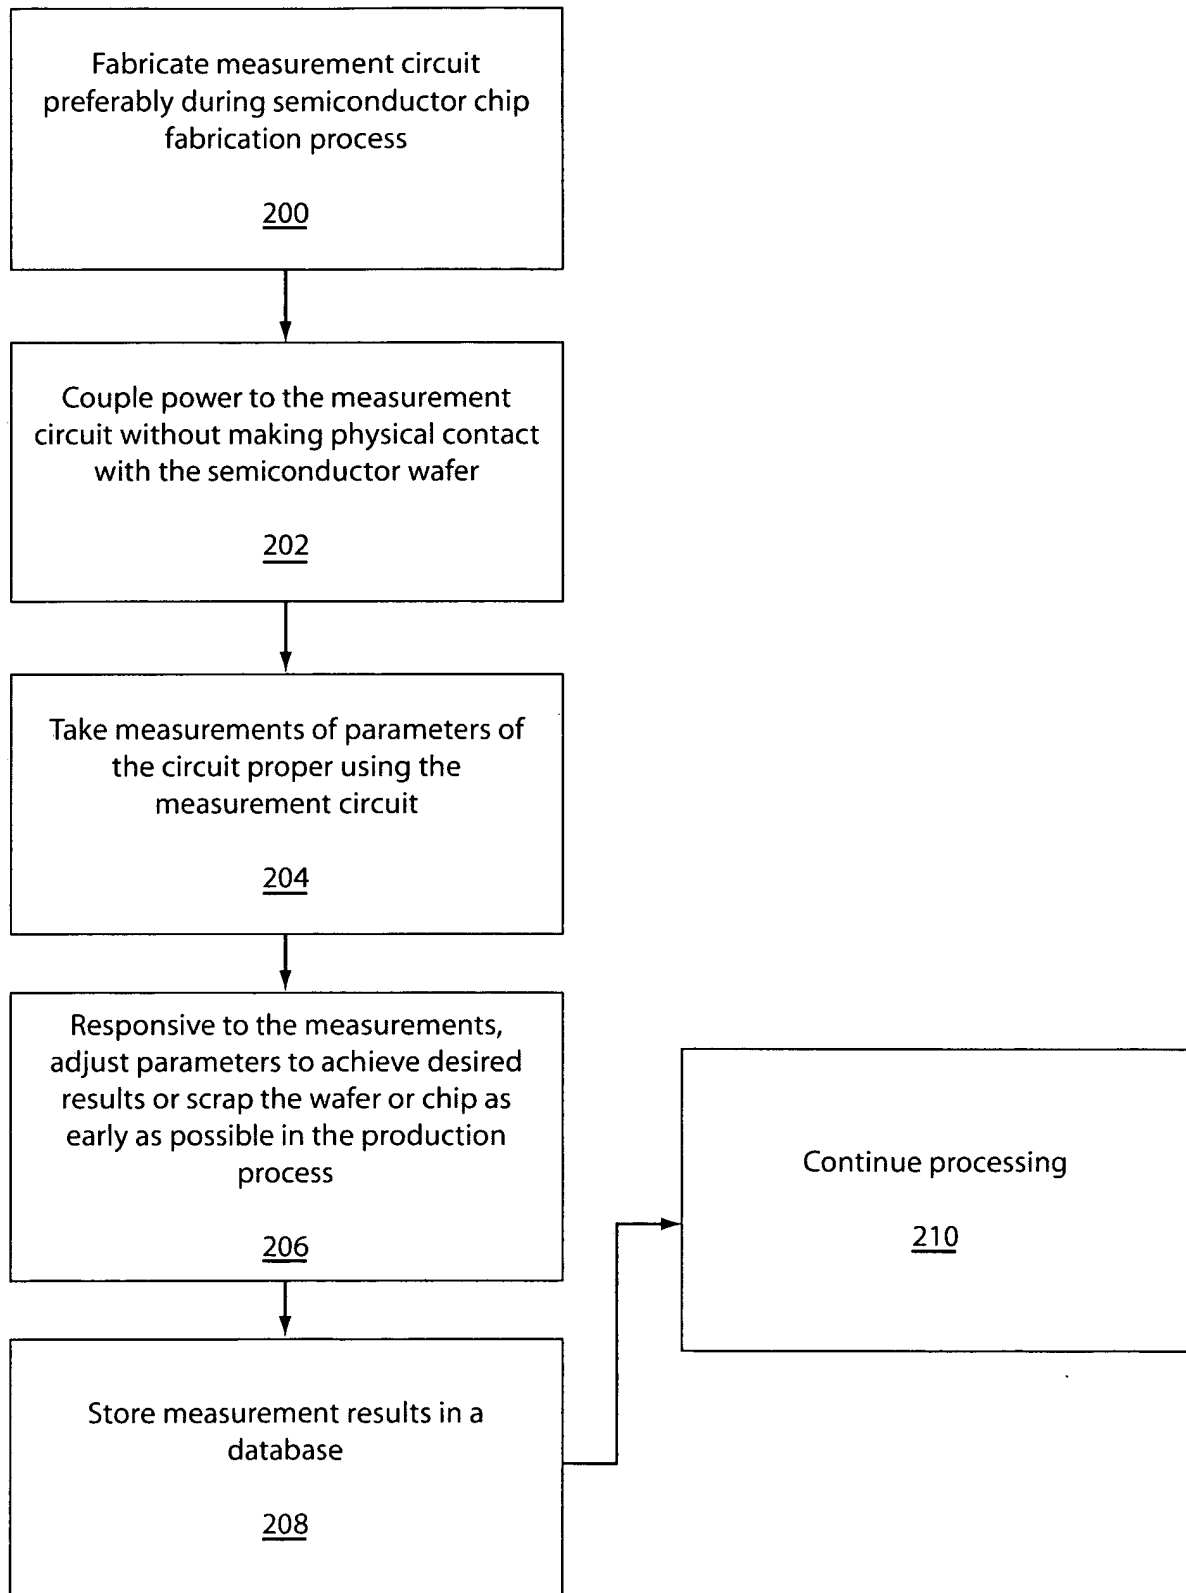 Fabricate measurement circuit
preferably during semiconductor chip
fabrication process
200
Couple power to the measurement
circuit without making physical contact
with the semiconductor wafer
202
Take measurements of parameters of
the circuit proper using the
measurement circuit
204
Responsive to the measurements,
adjust parameters to achieve desired
results or scrap the wafer or chip as
early as possible in the production
process
206
Store measurement results in a
database
208
Continue processing
210